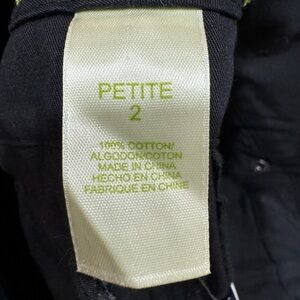 PETITE
2
100% COTTON/
ALGODON/COTON
MADE IN CHINA
HECHO EN CHINA
FABRIQUE EN CHINE